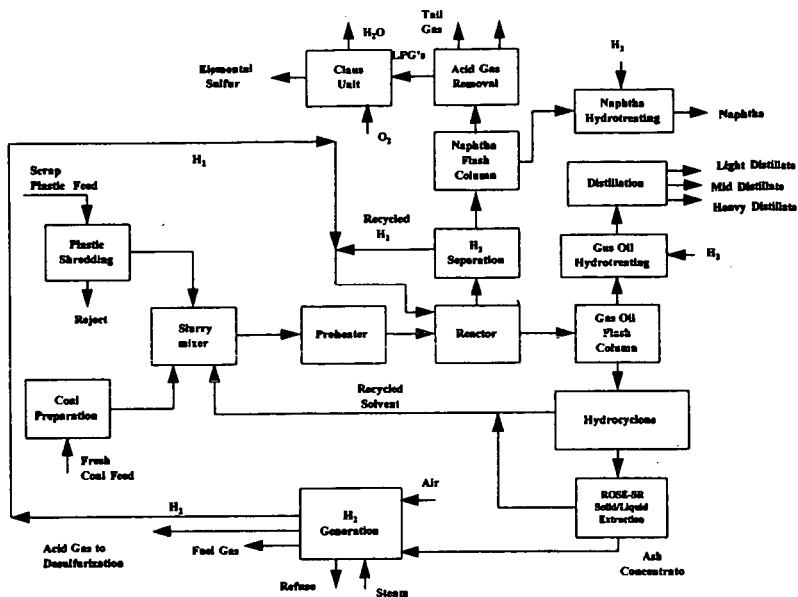 H₂O
Tail
Gas
LPG's
Elemental
Sulfur
Claus
Unit
Acid Gas
Removal
H₂
Naphtha
Hydrotreating
Naphtha
O₂
H₂
Naphtha
Flash
Column
Scrap
Plastic Feed
Light Distillate
Distillation
Mid Distillate
Heavy Distillate
Recycled
H₂
Plastic
Shredding
H₂
Separation
Gas Oil
Hydrotreating
H₂
Reject
Slurry
mixer
Preheater
Reactor
Gas Oil
Flash
Column
Coal
Preparation
Recycled
Solvent
Hydrocyclone
Fresh
Coal Feed
Air
ROSE-SR
Solid/Liquid
Extraction
H₂
H₂
Generation
Acid Gas to
Desulfurization
Fuel Gas
Refuse
Steam
Ash
Concentrate